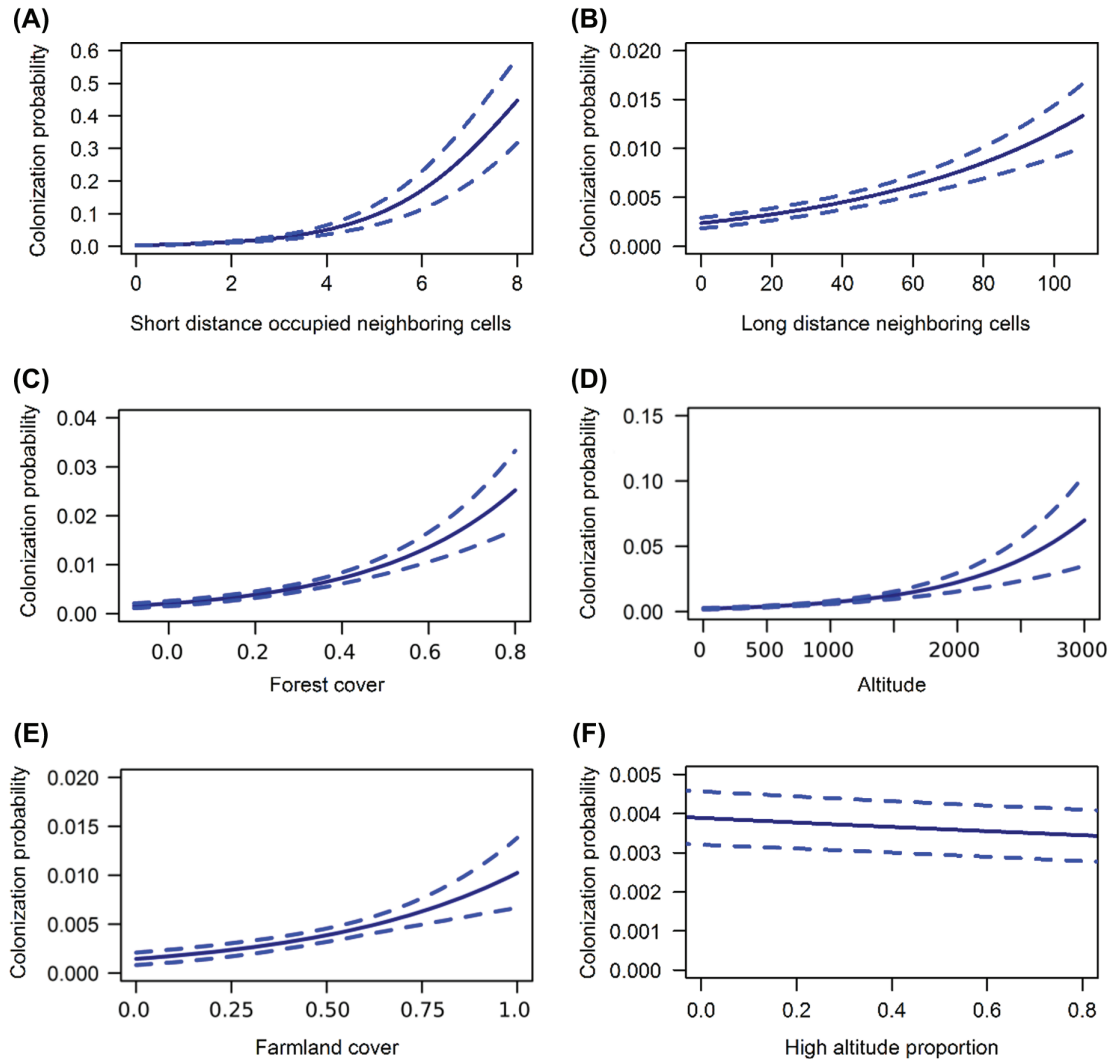 (A)
Colonization probability
0.6
0.5
0.4
0.3
0.2
0.1
0.0
0 2 4 6 8
Short distance occupied neighboring cells
(B)
Colonization probability
0.020
0.015
0.010
0.005
0.000
0 20 40 60 80 100
Long distance neighboring cells
(C)
Colonization probability
0.04
0.03
0.02
0.01
0.00
0.0 0.2 0.4 0.6 0.8
Forest cover
(D)
Colonization probability
0.15
0.10
0.05
0.00
0 500 1000 2000 3000
Altitude
(E)
Colonization probability
0.020
0.015
0.010
0.005
0.000
0.0 0.25 0.50 0.75 1.0
Farmland cover
(F)
Colonization probability
0.005
0.004
0.003
0.002
0.001
0.000
0.0 0.2 0.4 0.6 0.8
High altitude proportion